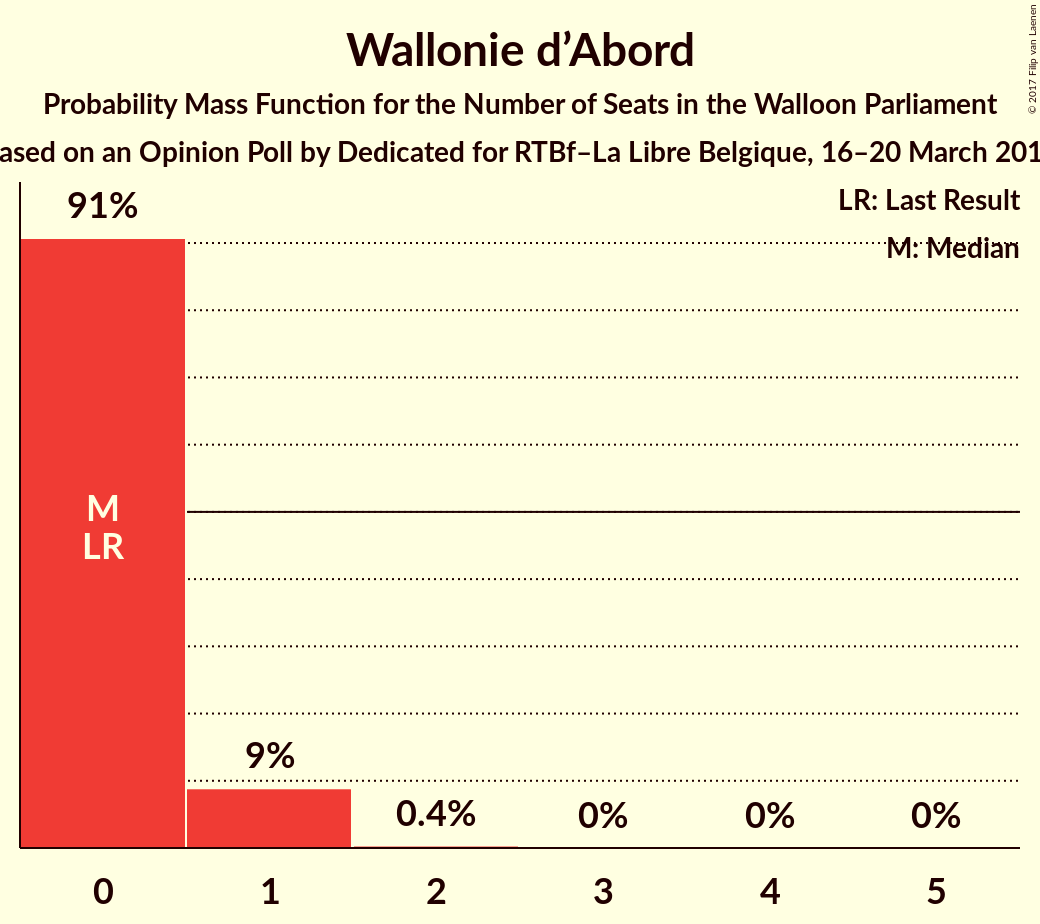 Wallonie d’Abord
Probability Mass Function for the Number of Seats in the Walloon Parliament
ased on an Opinion Poll by Dedicated for RTBf–La Libre Belgique, 16–20 March 201
© 2017 Filip van Laenen
LR: Last Result
M: Median
91%
M
LR
9%
0.4%
0%
0%
0%
0
1
2
3
4
5